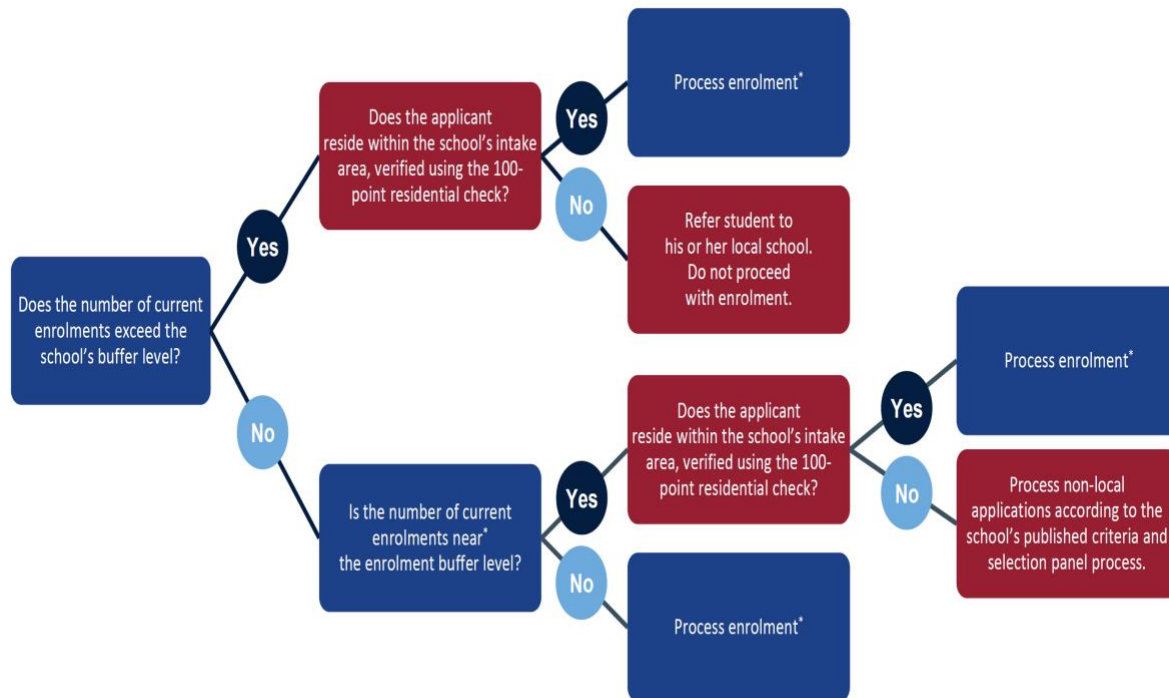 Does the number of current
enrolments exceed the
school's buffer level?
Yes
Does the applicant
reside within the school's intake
area, verified using the 100-
point residential check?
Yes
Process enrolment*
No
Refer student to
his or her local school.
Do not proceed
with enrolment.
No
Is the number of current
enrolments near*
the enrolment buffer level?
Yes
Does the applicant
reside within the school's intake
area, verified using the 100-
point residential check?
Yes
Process enrolment*
No
Process non-local
applications according to the
school's published criteria and
selection panel process.
No
Process enrolment*